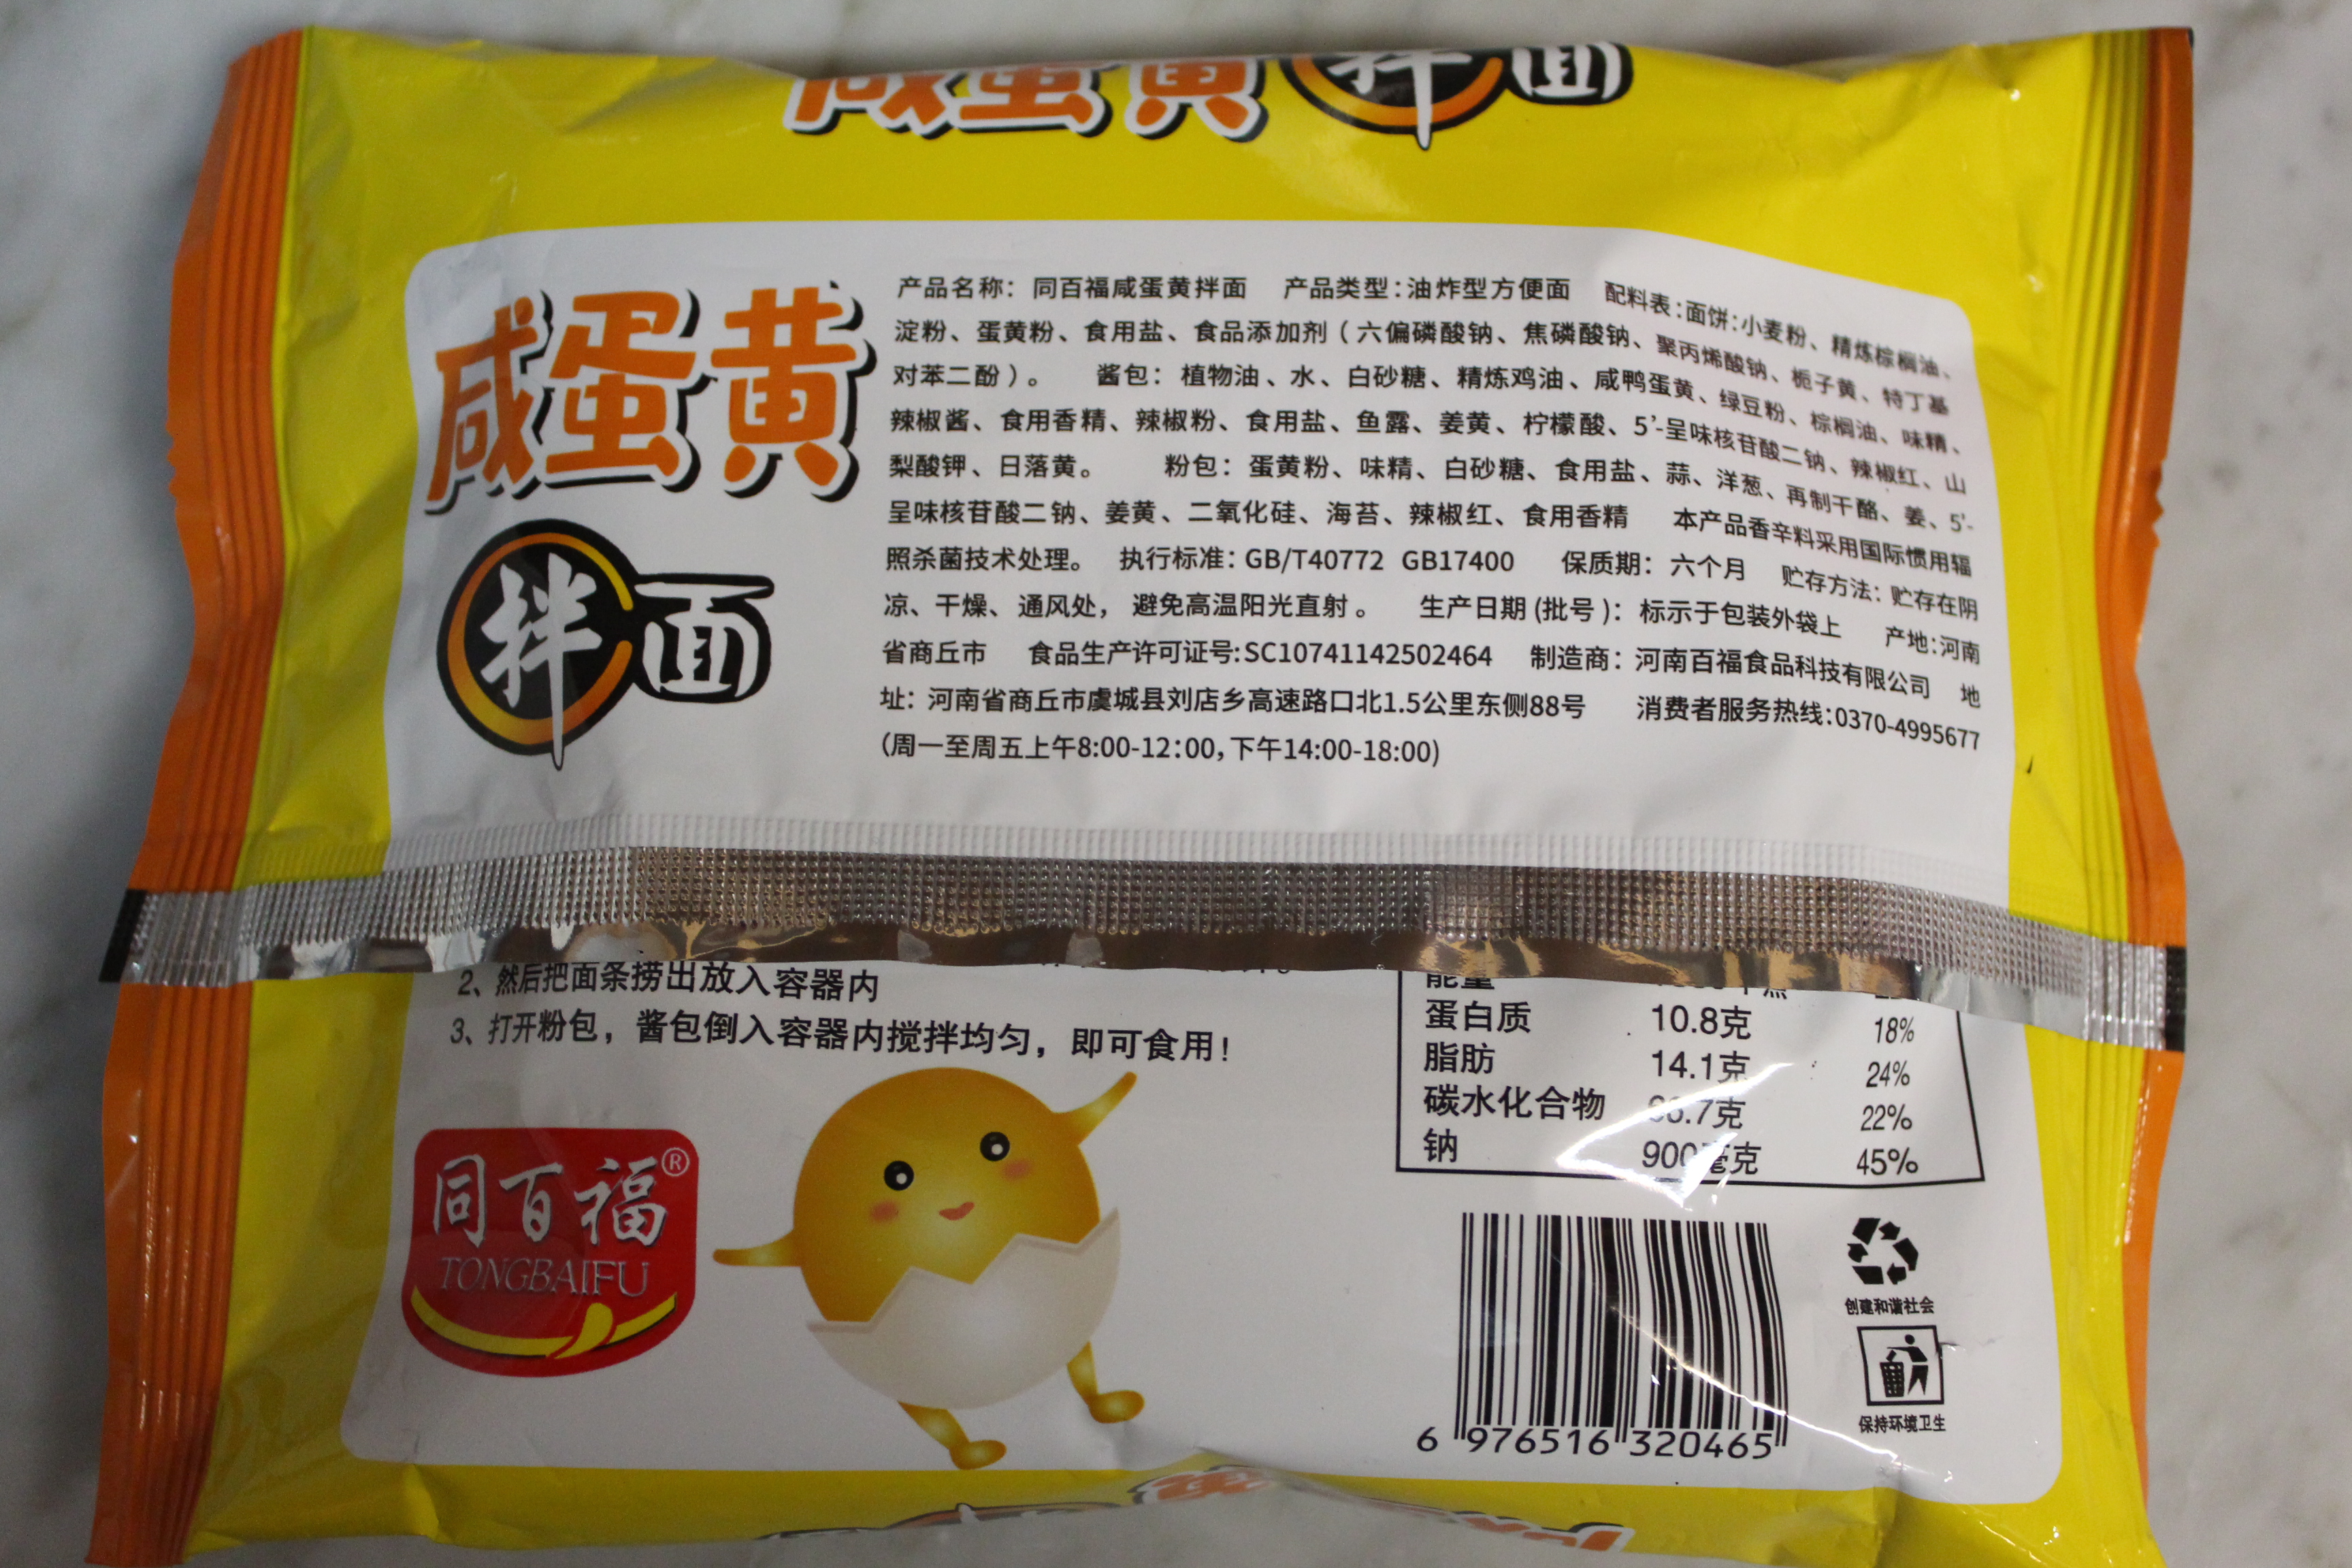 咸蛋黄拌面
咸蛋黄
拌面
产品名称：同百福咸蛋黄拌面 产品类型：油炸型方便面 配料表：面饼：小麦粉、精炼棕榈油、
淀粉、蛋黄粉、食用盐、食品添加剂（六偏磷酸钠、焦磷酸钠、聚丙烯酸钠、栀子黄、特丁基
对苯二酚）。 酱包：植物油、水、白砂糖、精炼鸡油、咸鸭蛋黄、绿豆粉、棕榈油、味精、
辣椒酱、食用香精、辣椒粉、食用盐、鱼露、姜黄、柠檬酸、5'-呈味核苷酸二钠、辣椒红、山
梨酸钾、日落黄。 粉包：蛋黄粉、味精、白砂糖、食用盐、蒜、洋葱、再制干酪、姜、5'-
呈味核苷酸二钠、姜黄、二氧化硅、海苔、辣椒红、食用香精 本产品香辛料采用国际惯用辐
照杀菌技术处理。 执行标准：GB/T40772 GB17400 保质期：六个月 贮存方法：贮存在阴
凉、干燥、通风处，避免高温阳光直射。 生产日期(批号)：标示于包装外袋上 产地：河南
省商丘市 食品生产许可证号:SC10741142502464 制造商：河南百福食品科技有限公司 地
址：河南省商丘市虞城县刘店乡高速路口北1.5公里东侧88号 消费者服务热线：0370-4995677
(周一至周五上午8:00-12:00,下午14:00-18:00)
2、然后把面条捞出放入容器内
3、打开粉包，酱包倒入容器内搅拌均匀，即可食用！
能量
蛋白质 10.8克 18%
脂肪 14.1克 24%
碳水化合物 22%
钠 900毫克 45%
同百福®
TONGBAIFU
创建和谐社会
保持环境卫生
6 976516 320465